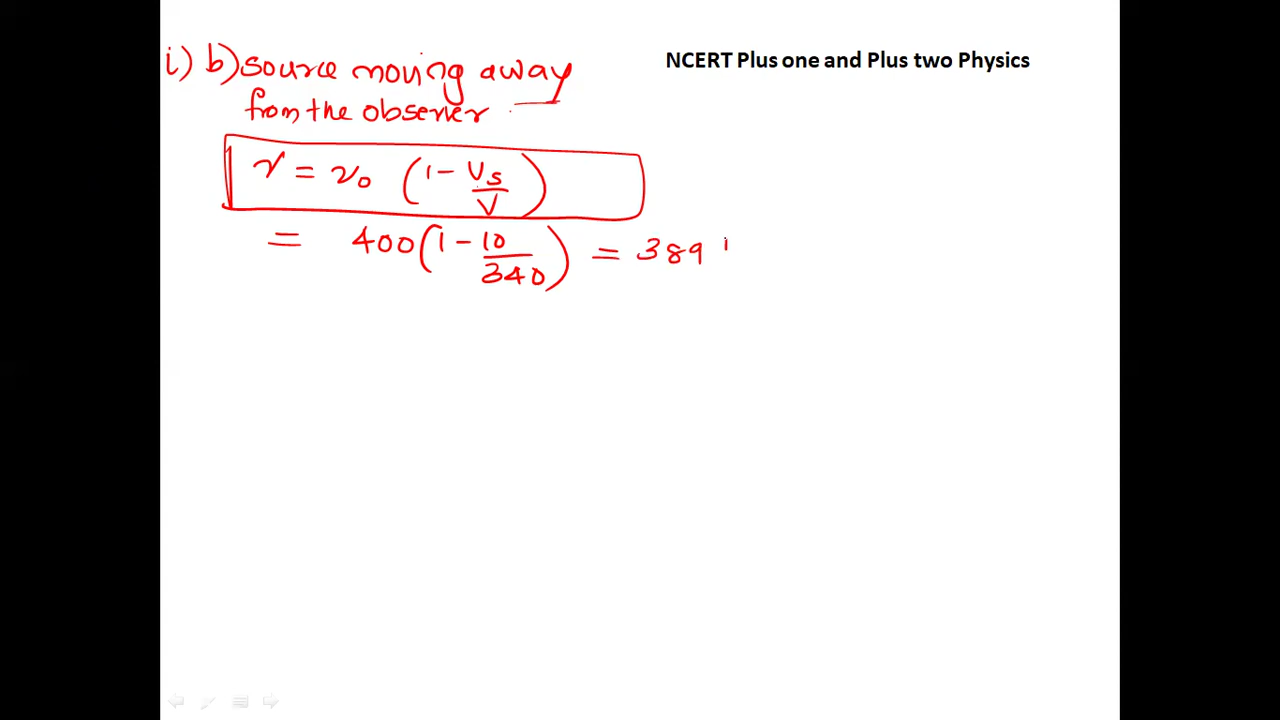 NCERT Plus one and Plus two Physics
i) b) source moving away
from the observer
ν = ν₀ (1 - Vs/V)
= 400 (1 - 10/340) = 389